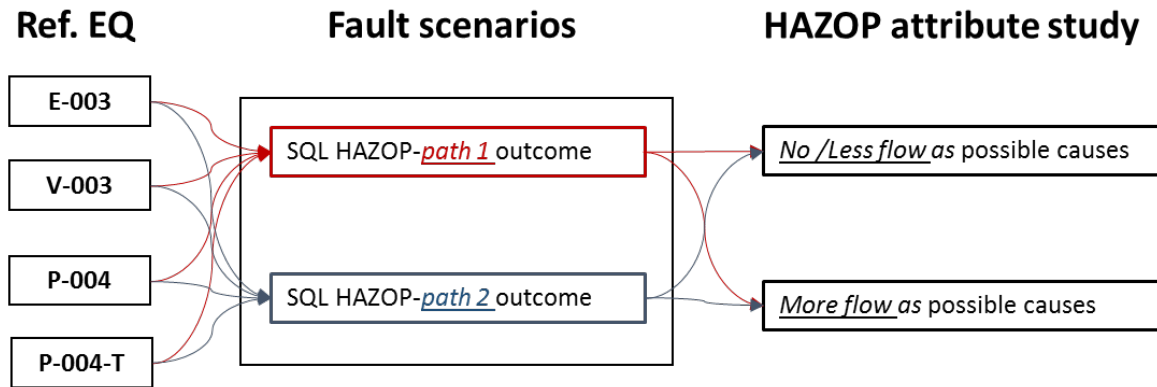 Ref. EQ
Fault scenarios
HAZOP attribute study
E-003
V-003
P-004
P-004-T
SQL HAZOP-path 1 outcome
SQL HAZOP-path 2 outcome
No /Less flow as possible causes
More flow as possible causes